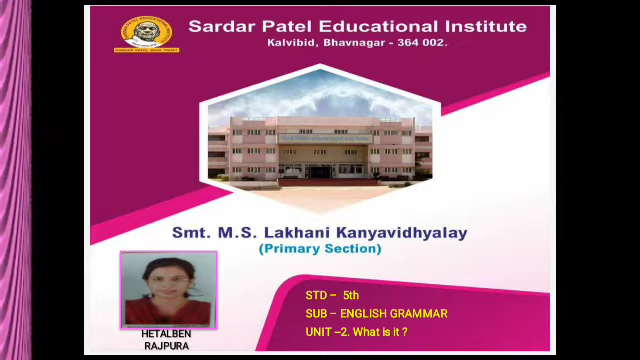 Sardar Patel Educational Institute
Kalvibid, Bhavnagar - 364 002.
Smt. M.S. Lakhani Kanyavidhyalay
(Primary Section)
HETALBEN
RAJPURA
STD – 5th
SUB – ENGLISH GRAMMAR
UNIT –2. What is it ?